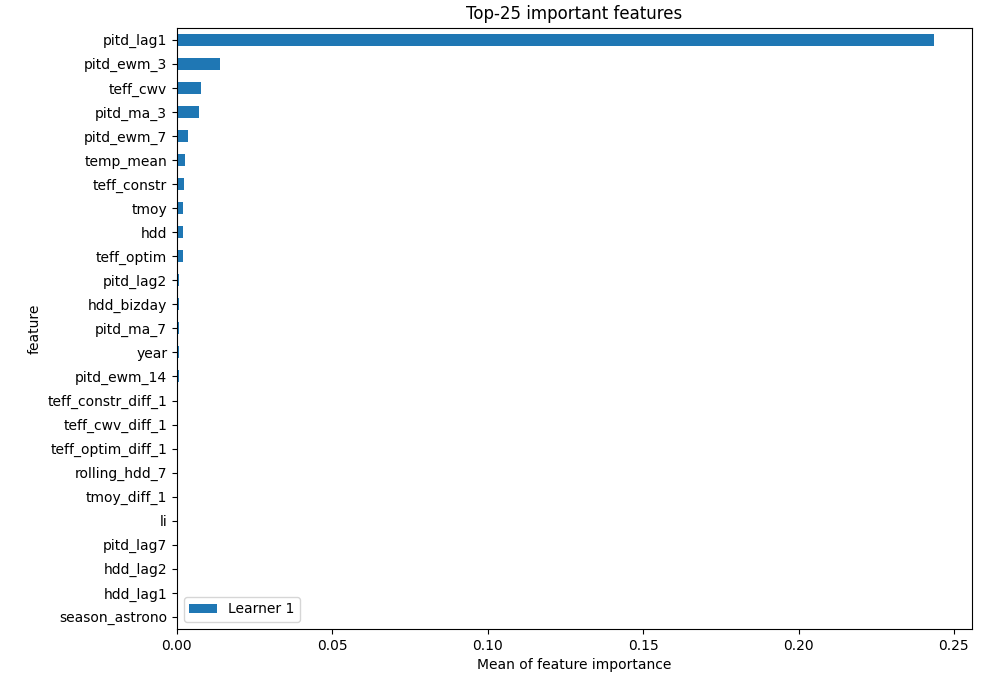 Top-25 important features
pitd_lag1
pitd_ewm_3
teff_cwv
pitd_ma_3
pitd_ewm_7
temp_mean
teff_constr
tmoy
hdd
teff_optim
pitd_lag2
hdd_bizday
pitd_ma_7
year
pitd_ewm_14
teff_constr_diff_1
teff_cwv_diff_1
teff_optim_diff_1
rolling_hdd_7
tmoy_diff_1
li
pitd_lag7
hdd_lag2
hdd_lag1
season_astrono
feature
Learner 1
0.00 0.05 0.10 0.15 0.20 0.25
Mean of feature importance